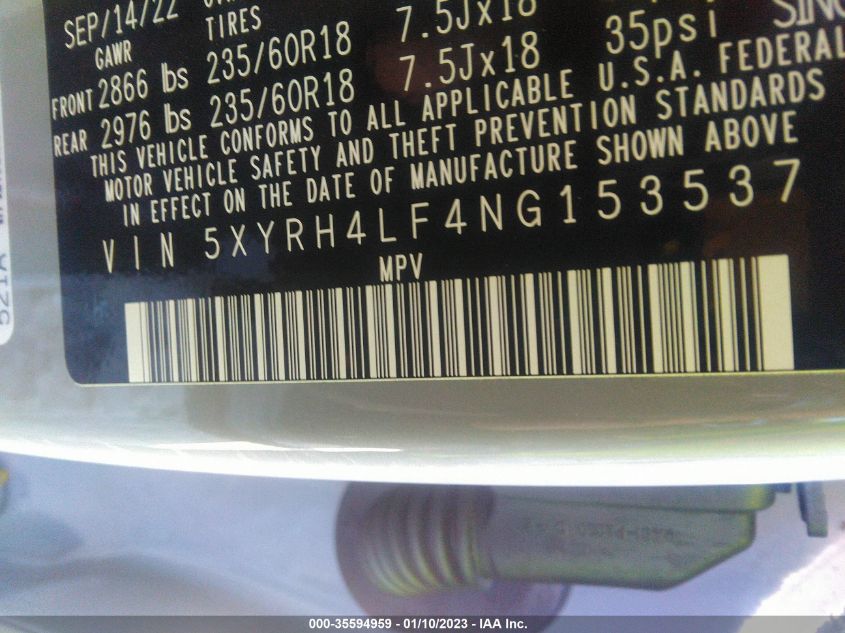 SEP/14/22
TIRES
7.5Jx18
GAWR
FRONT 2866 lbs 235/60R18 7.5Jx18 35psi
REAR 2976 lbs 235/60R18
THIS VEHICLE CONFORMS TO ALL APPLICABLE U.S.A. FEDERAL
MOTOR VEHICLE SAFETY AND THEFT PREVENTION STANDARDS
IN EFFECT ON THE DATE OF MANUFACTURE SHOWN ABOVE
VIN 5XYRH4LF4NG153537
MPV
521A
000-35594959 - 01/10/2023 - IAA Inc.